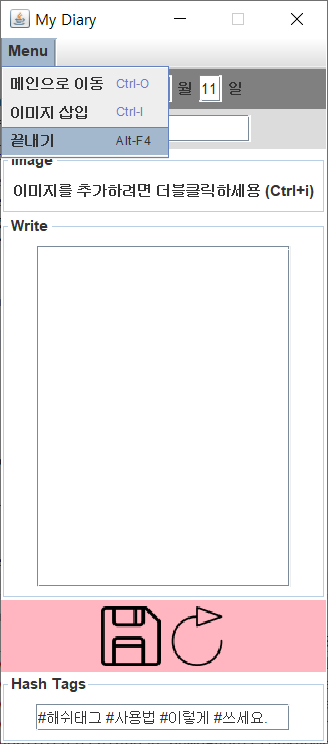 My Diary
Menu
메인으로 이동 Ctrl-O
월 11 일
이미지 삽입 Ctrl-I
끝내기 Alt-F4
Image
이미지를 추가하려면 더블클릭하세용 (Ctrl+i)
Write
Hash Tags
#해쉬태그 #사용법 #이렇게 #쓰세요.